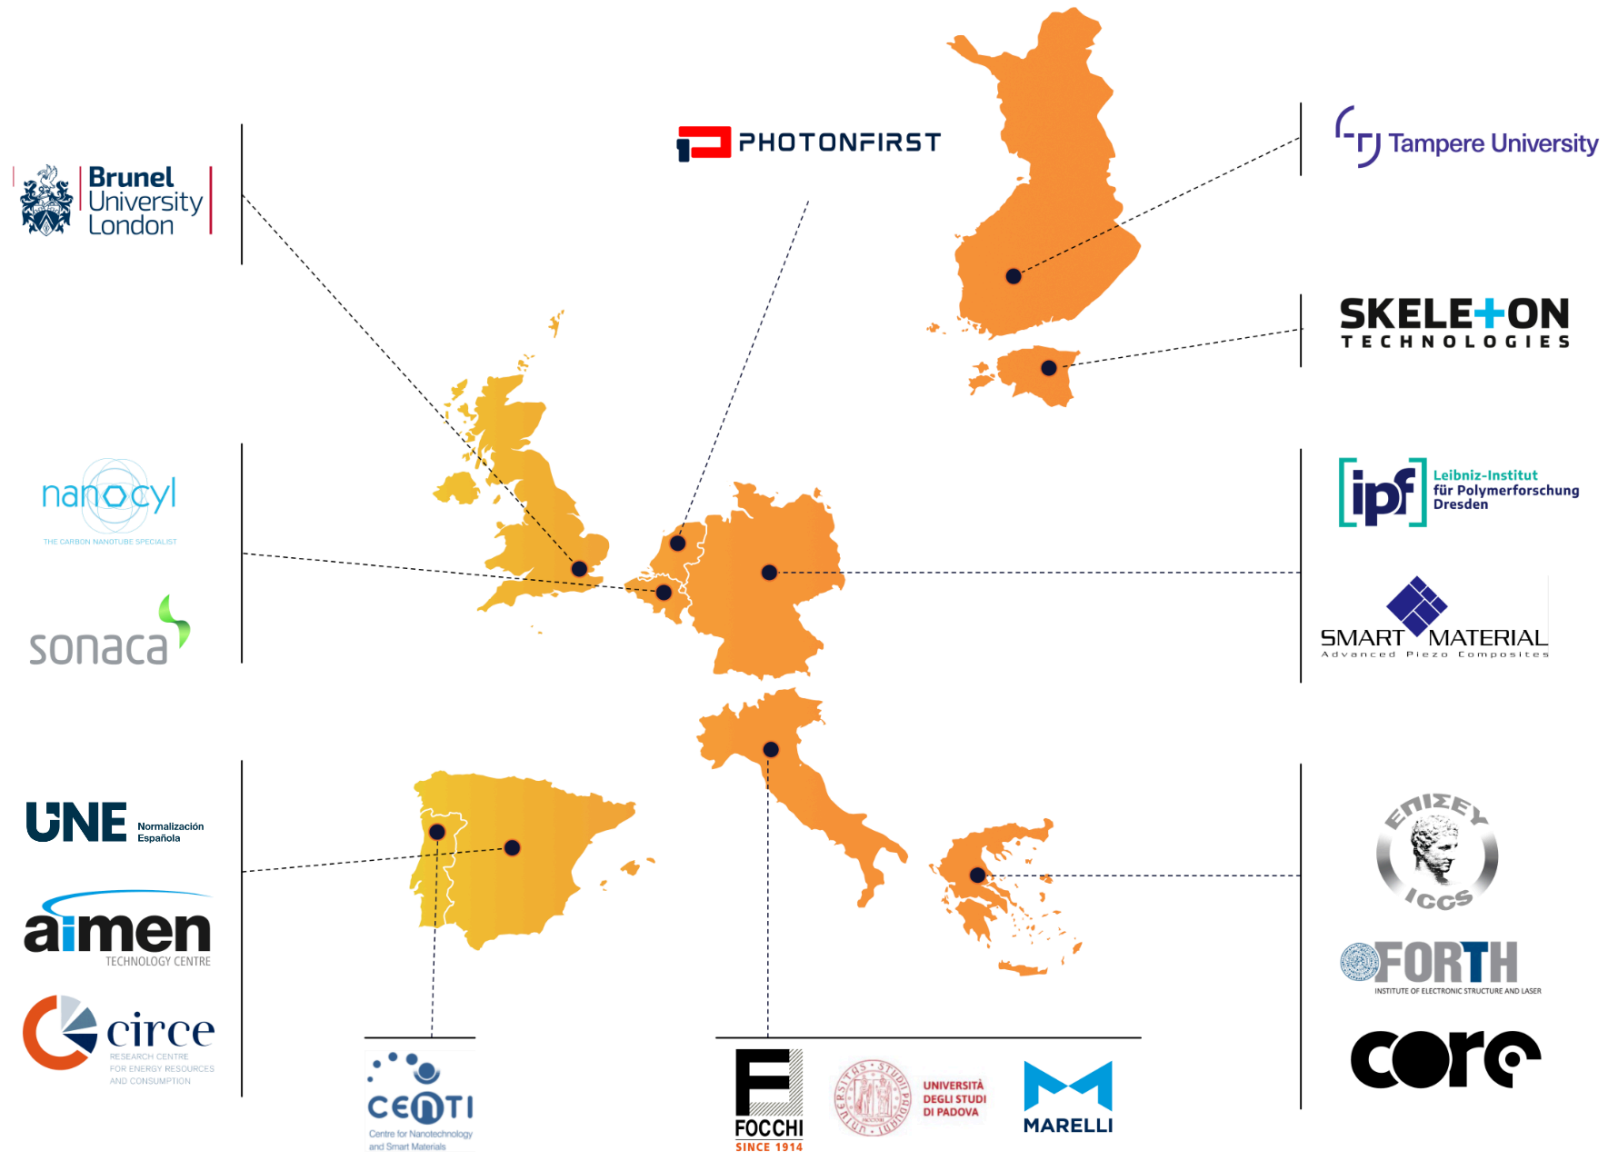 PHOTONFIRST
Tampere University
Brunel
University
London
SKELETON
TECHNOLOGIES
nanocyl
THE CARBON NANOTUBE SPECIALIST
sonaca
ipf
Leibniz-Institut
für Polymerforschung
Dresden
SMART MATERIAL
Advanced Piezo Composites
UNE
Normalización
Española
aimen
TECHNOLOGY CENTRE
circe
RESEARCH CENTRE
FOR ENERGY RESOURCES
AND CONSUMPTION
ΕΠΙΣΕΥ
ICCS
FORTH
INSTITUTE OF ELECTRONIC STRUCTURE AND LASER
core
CENTI
Centre for Nanotechnology
and Smart Materials
FOCCHI
SINCE 1914
UNIVERSITÀ
DEGLI STUDI
DI PADOVA
MARELLI